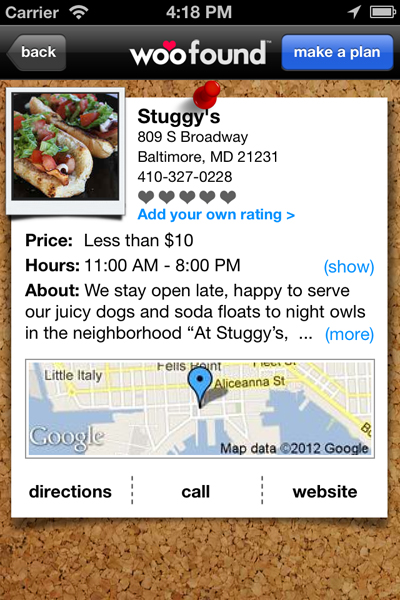 Carrier 4:18 PM
back woofound™ make a plan
Stuggy's
809 S Broadway
Baltimore, MD 21231
410-327-0228
Add your own rating >
Price: Less than $10
Hours: 11:00 AM - 8:00 PM (show)
About: We stay open late, happy to serve
our juicy dogs and soda floats to night owls
in the neighborhood “At Stuggy’s, ... (more)
Fells Point Fleet St
Little Italy
Aliceanna St
Google
Map data ©2012 Google
directions call website